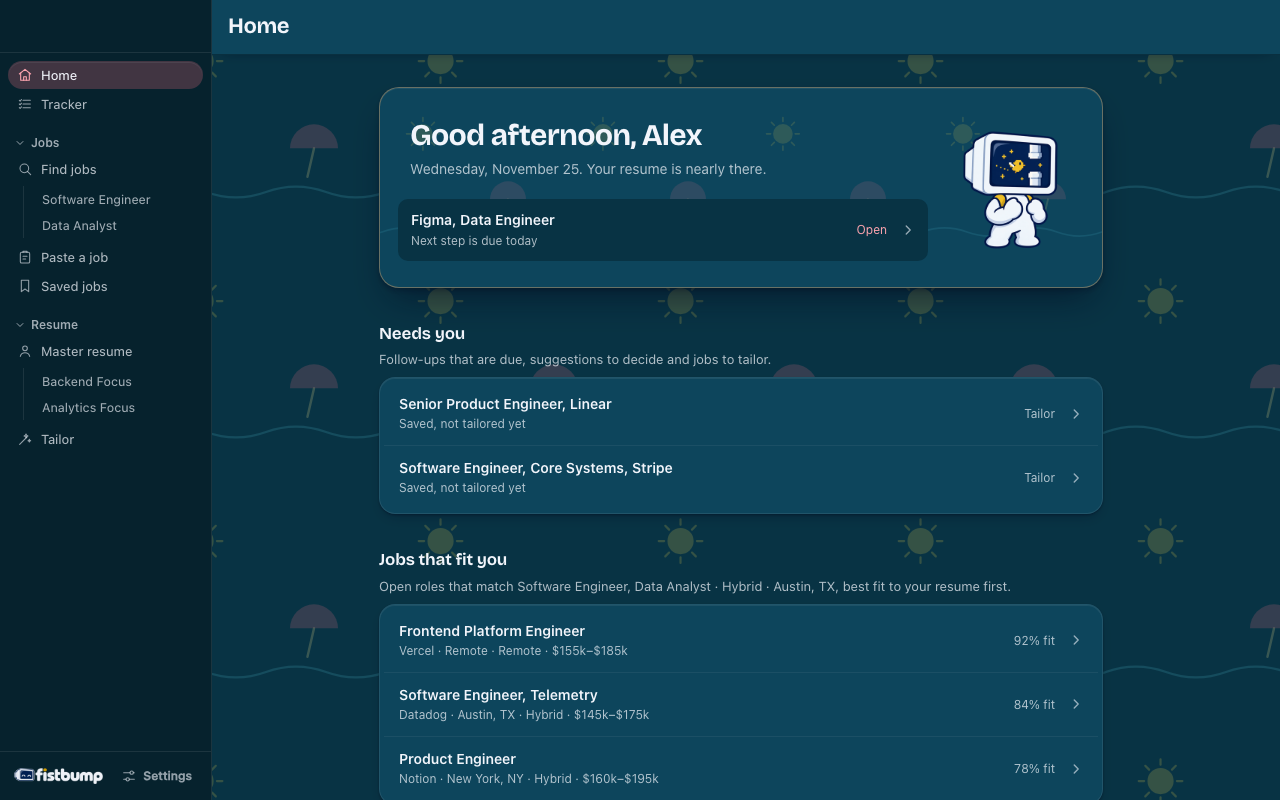 Home
Home
Tracker
Jobs
Find jobs
Software Engineer
Data Analyst
Paste a job
Saved jobs
Resume
Master resume
Backend Focus
Analytics Focus
Tailor
fistbump
Settings
Good afternoon, Alex
Wednesday, November 25. Your resume is nearly there.
Figma, Data Engineer
Next step is due today
Open
Needs you
Follow-ups that are due, suggestions to decide and jobs to tailor.
Senior Product Engineer, Linear
Saved, not tailored yet
Tailor
Software Engineer, Core Systems, Stripe
Saved, not tailored yet
Tailor
Jobs that fit you
Open roles that match Software Engineer, Data Analyst · Hybrid · Austin, TX, best fit to your resume first.
Frontend Platform Engineer
Vercel · Remote · Remote · $155k–$185k
92% fit
Software Engineer, Telemetry
Datadog · Austin, TX · Hybrid · $145k–$175k
84% fit
Product Engineer
Notion · New York, NY · Hybrid · $160k–$195k
78% fit